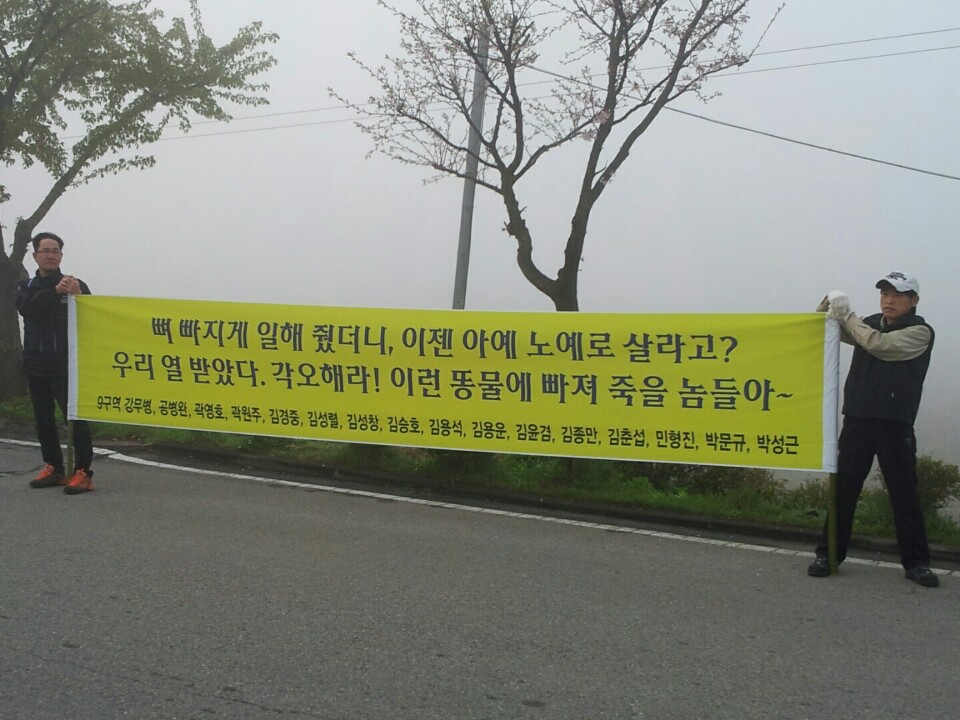 뼈 빠지게 일해 줬더니, 이젠 아예 노예로 살라고?
우리 열 받았다. 각오해라! 이런 똥물에 빠져 죽을 놈들아~
9구역 강무병, 공병완, 곽영호, 곽원주, 김경중, 김성렬, 김성창, 김승호, 김용석, 김용운, 김윤겸, 김종만, 김춘섭, 민형진, 박문규, 박성근